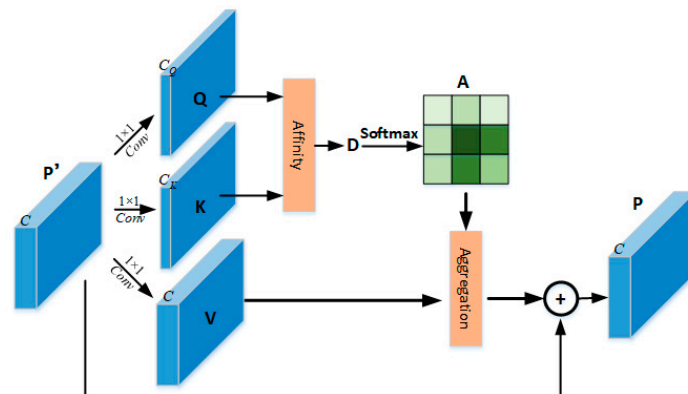 C_Q
Q
1×1
Conv
Affinity
A
D
Softmax
P'
C
1×1
Conv
C_K
K
P
C
1×1
Conv
C
V
Aggregation
+